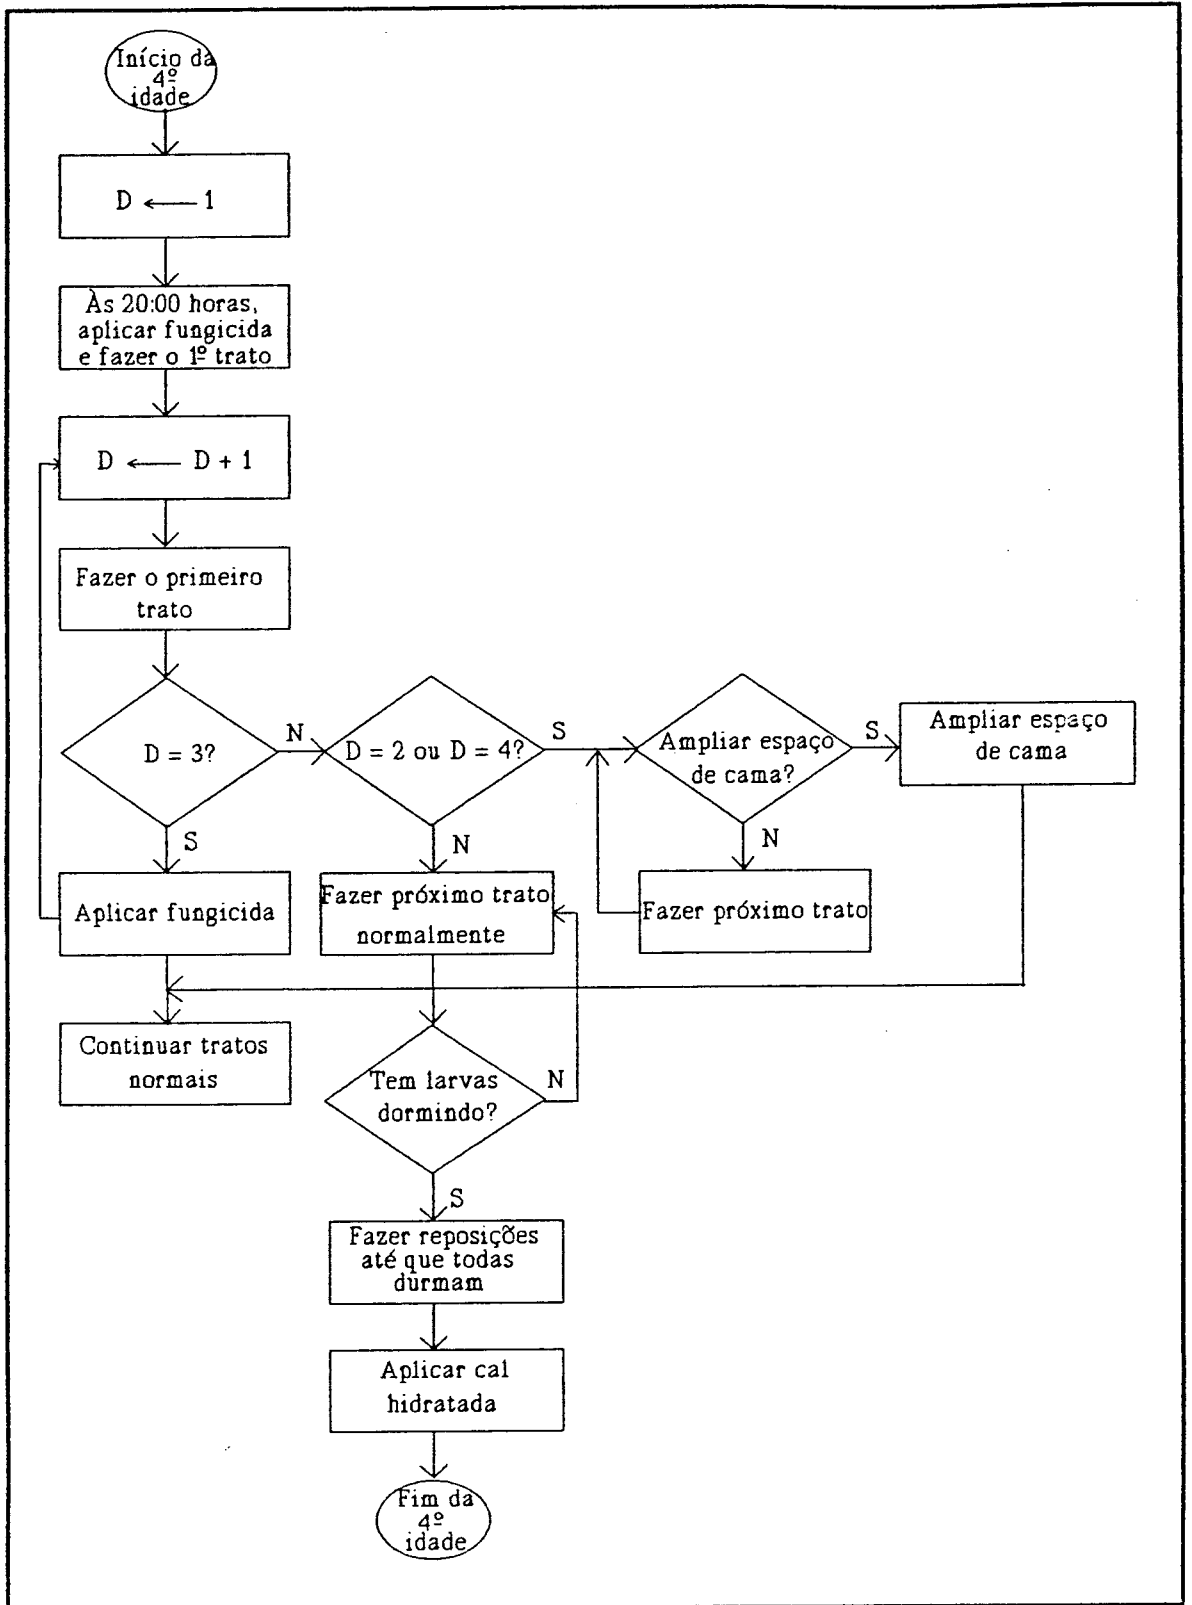 Início da
4º
idade
D ← 1
Às 20:00 horas,
aplicar fungicida
e fazer o 1º trato
D ← D + 1
Fazer o primeiro
trato
D = 3?
N
D = 2 ou D = 4?
S
Ampliar espaço
de cama?
S
Ampliar espaço
de cama
S
N
N
Aplicar fungicida
Fazer próximo trato
normalmente
Fazer próximo trato
Continuar tratos
normais
Tem larvas
dormindo?
N
S
Fazer reposições
até que todas
durmam
Aplicar cal
hidratada
Fim da
4º
idade